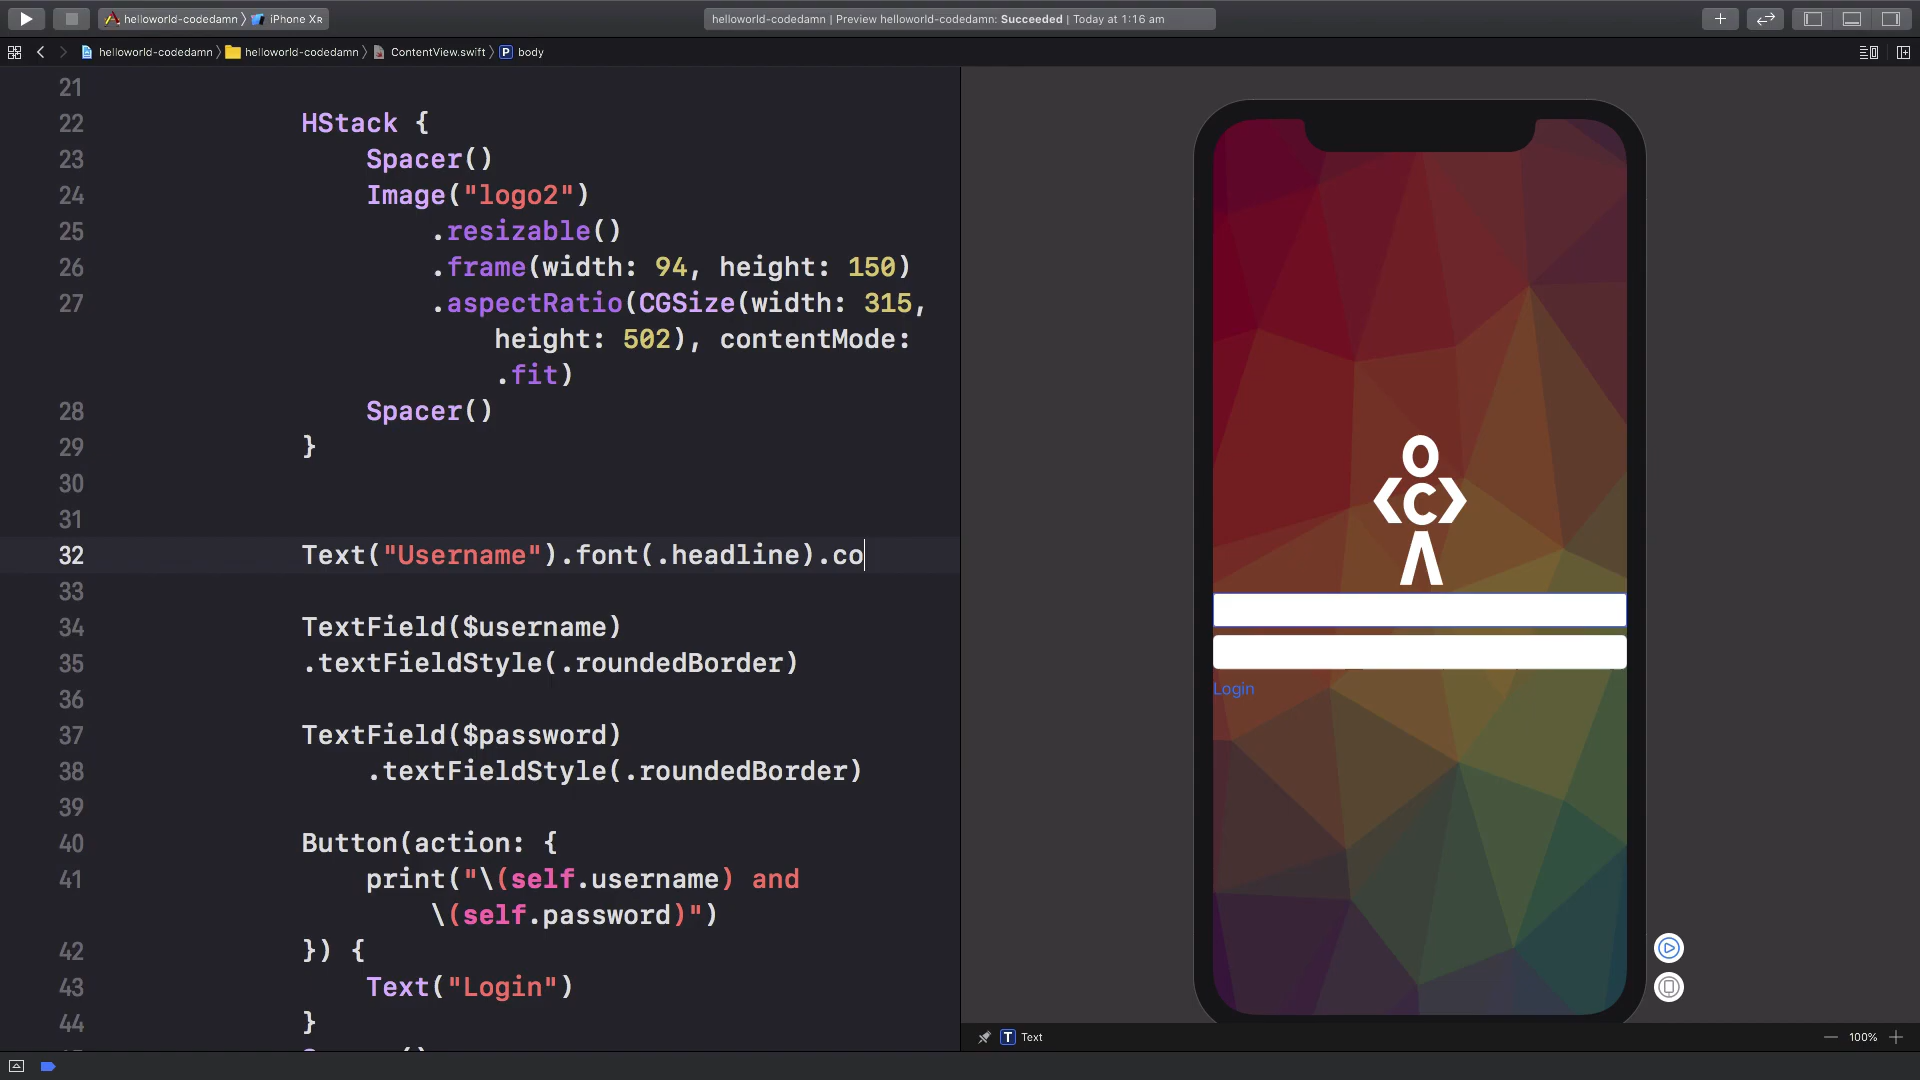 helloworld-codedamn ⟩ iPhone XR
helloworld-codedamn | Preview helloworld-codedamn: Succeeded | Today at 1:16 am
helloworld-codedamn ⟩ helloworld-codedamn ⟩ ContentView.swift ⟩ P body
21
22 HStack {
23 Spacer()
24 Image("logo2")
25 .resizable()
26 .frame(width: 94, height: 150)
27 .aspectRatio(CGSize(width: 315,
height: 502), contentMode:
.fit)
28 Spacer()
29 }
30
31
32 Text("Username").font(.headline).co
33
34 TextField($username)
35 .textFieldStyle(.roundedBorder)
36
37 TextField($password)
38 .textFieldStyle(.roundedBorder)
39
40 Button(action: {
41 print("\(self.username) and
\(self.password)")
42 }) {
43 Text("Login")
44 }
O
<C>
Login
T Text
100%